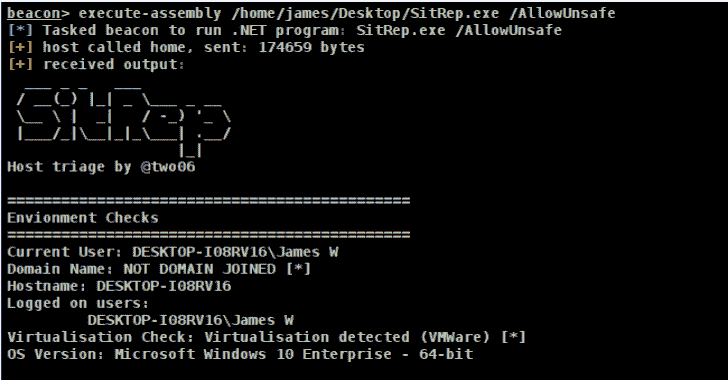 beacon> execute-assembly /home/james/Desktop/SitRep.exe /AllowUnsafe
[*] Tasked beacon to run .NET program: SitRep.exe /AllowUnsafe
[+] host called home, sent: 174659 bytes
[+] received output:
SitRep
Host triage by @two06
=============================================
Envionment Checks
=============================================
Current User: DESKTOP-I08RV16\James W
Domain Name: NOT DOMAIN JOINED [*]
Hostname: DESKTOP-I08RV16
Logged on users:
DESKTOP-I08RV16\James W
Virtualisation Check: Virtualisation detected (VMWare) [*]
OS Version: Microsoft Windows 10 Enterprise - 64-bit